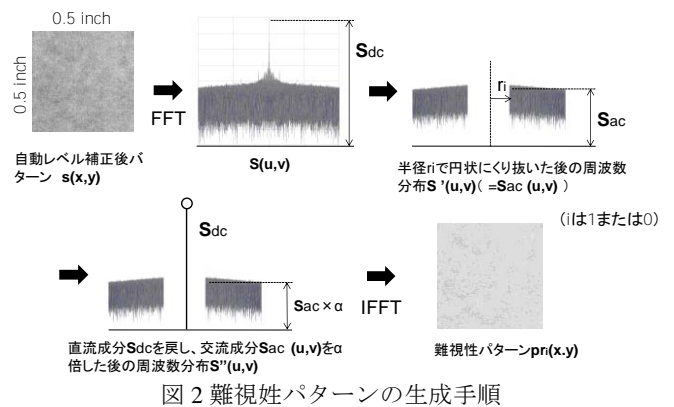 0.5 inch
0.5 inch
FFT
自動レベル補正後パ
ターン s(x,y)
Sdc
S(u,v)
ri
Sac
半径riで円状にくり抜いた後の周波数
分布S '(u,v)( =Sac (u,v) )
(iは1または0)
Sdc
Sac×α
直流成分Sdcを戻し、交流成分Sac (u,v)をα
倍した後の周波数分布S''(u,v)
IFFT
難視性パターンpri(x.y)
図 2 難視姓パターンの生成手順